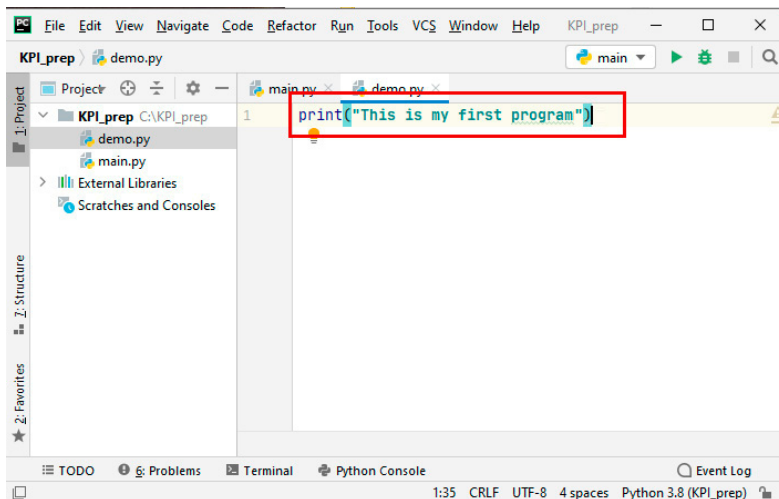 PC File Edit View Navigate Code Refactor Run Tools VCS Window Help KPI_prep
KPI_prep demo.py main
1: Project
Project main.py demo.py
KPI_prep C:\KPI_prep
demo.py
main.py
External Libraries
Scratches and Consoles
1 print("This is my first program")
7: Structure
2: Favorites
TODO 6: Problems Terminal Python Console Event Log
1:35 CRLF UTF-8 4 spaces Python 3.8 (KPI_prep)